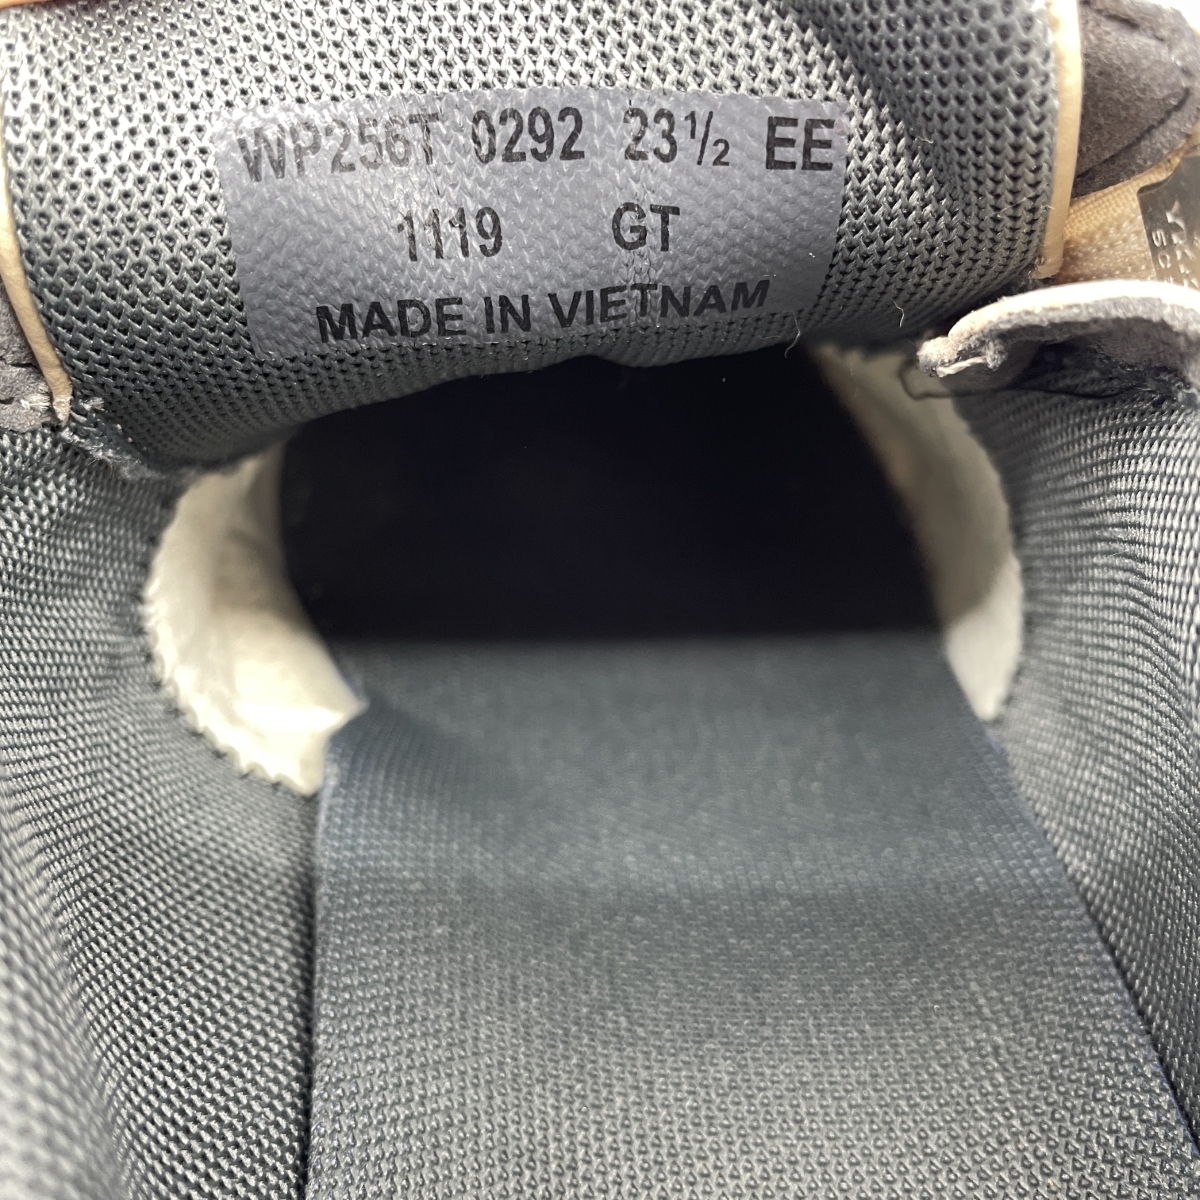 WP256T 0292 23½ EE
1119 GT
MADE IN VIETNAM